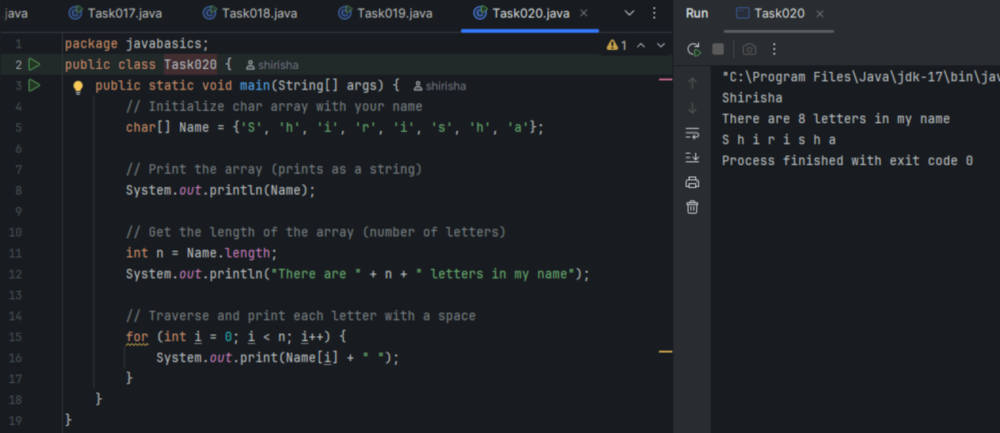 java Task017.java Task018.java Task019.java Task020.java
1 package javabasics;
2 public class Task020 { shirisha
3 public static void main(String[] args) { shirisha
4 // Initialize char array with your name
5 char[] Name = {'S', 'h', 'i', 'r', 'i', 's', 'h', 'a'};
6
7 // Print the array (prints as a string)
8 System.out.println(Name);
9
10 // Get the length of the array (number of letters)
11 int n = Name.length;
12 System.out.println("There are " + n + " letters in my name");
13
14 // Traverse and print each letter with a space
15 for (int i = 0; i < n; i++) {
16 System.out.print(Name[i] + " ");
17 }
18 }
19 }
1
Run Task020
"C:\Program Files\Java\jdk-17\bin\jav
Shirisha
There are 8 letters in my name
S h i r i s h a
Process finished with exit code 0